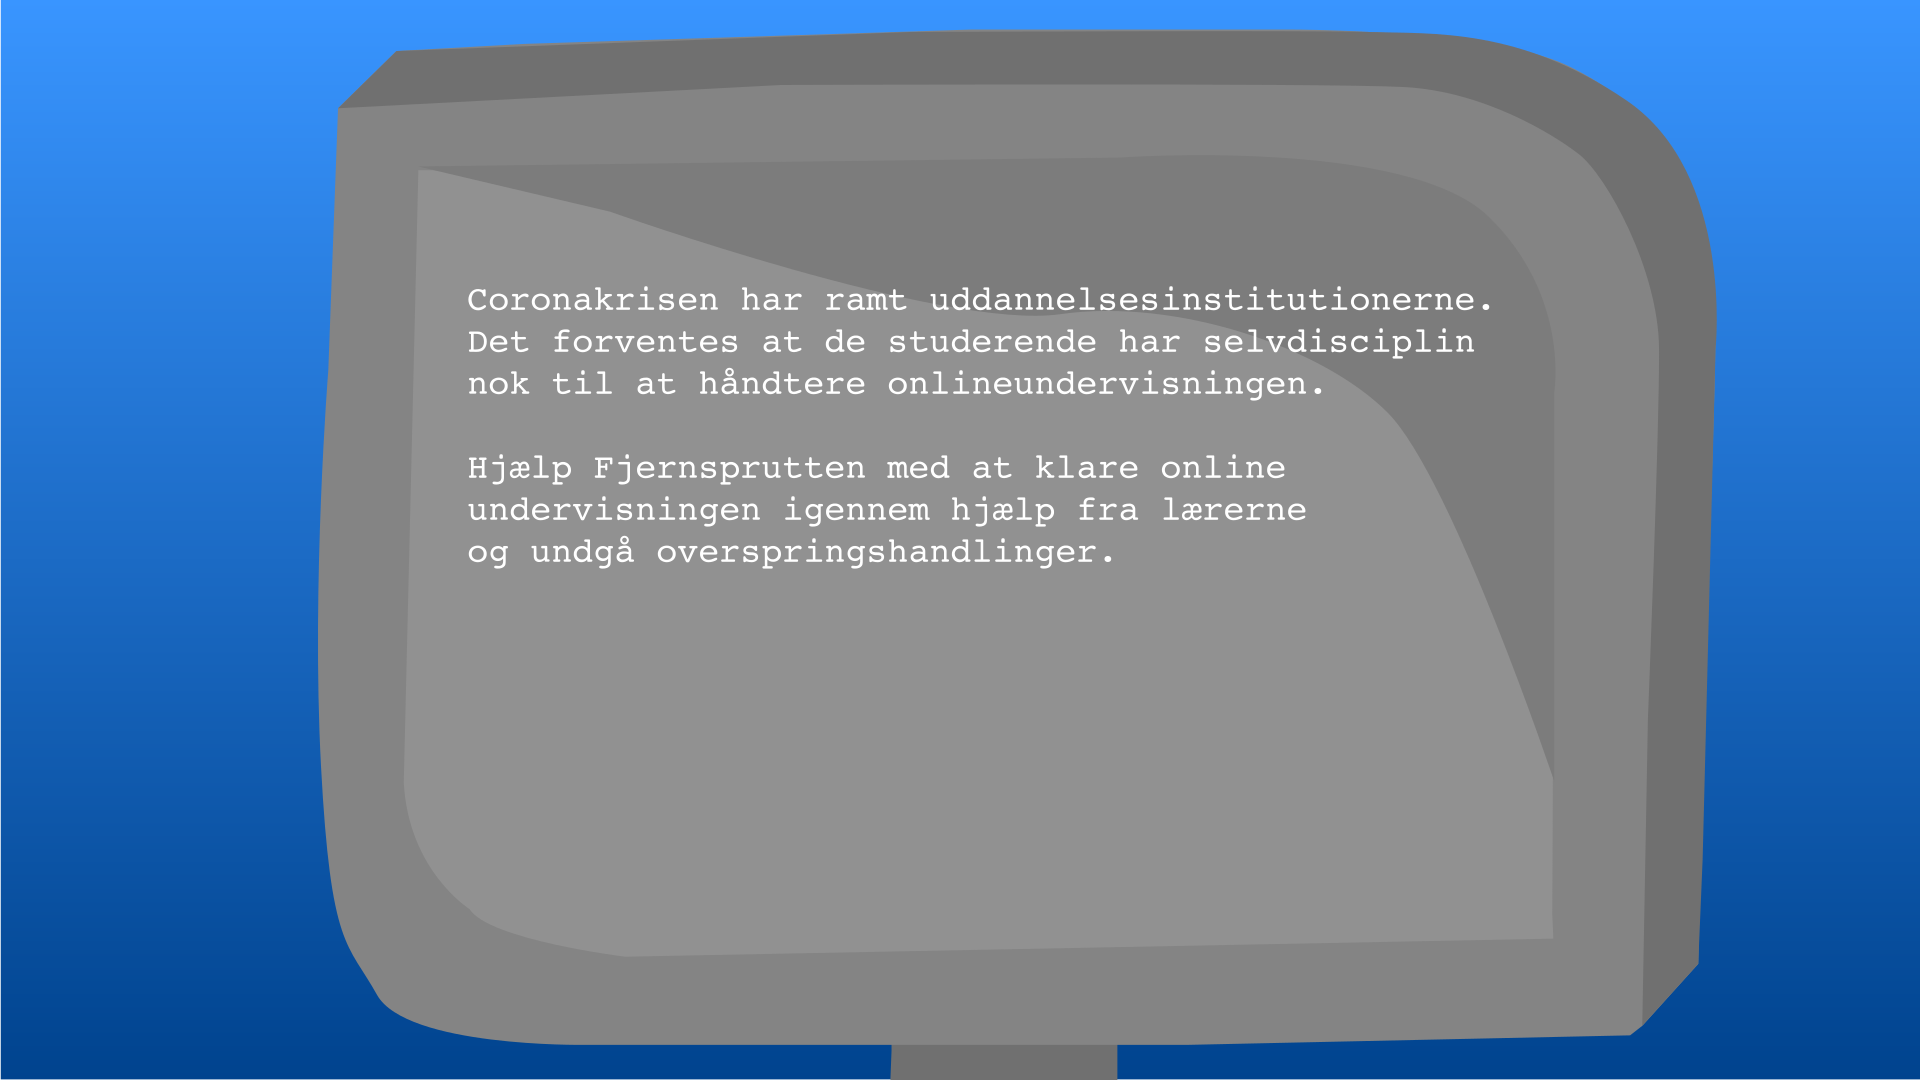 Coronakrisen har ramt uddannelsesinstitutionerne.
Det forventes at de studerende har selvdisciplin
nok til at håndtere onlineundervisningen.
Hjælp Fjernsprutten med at klare online
undervisningen igennem hjælp fra lærerne
og undgå overspringshandlinger.